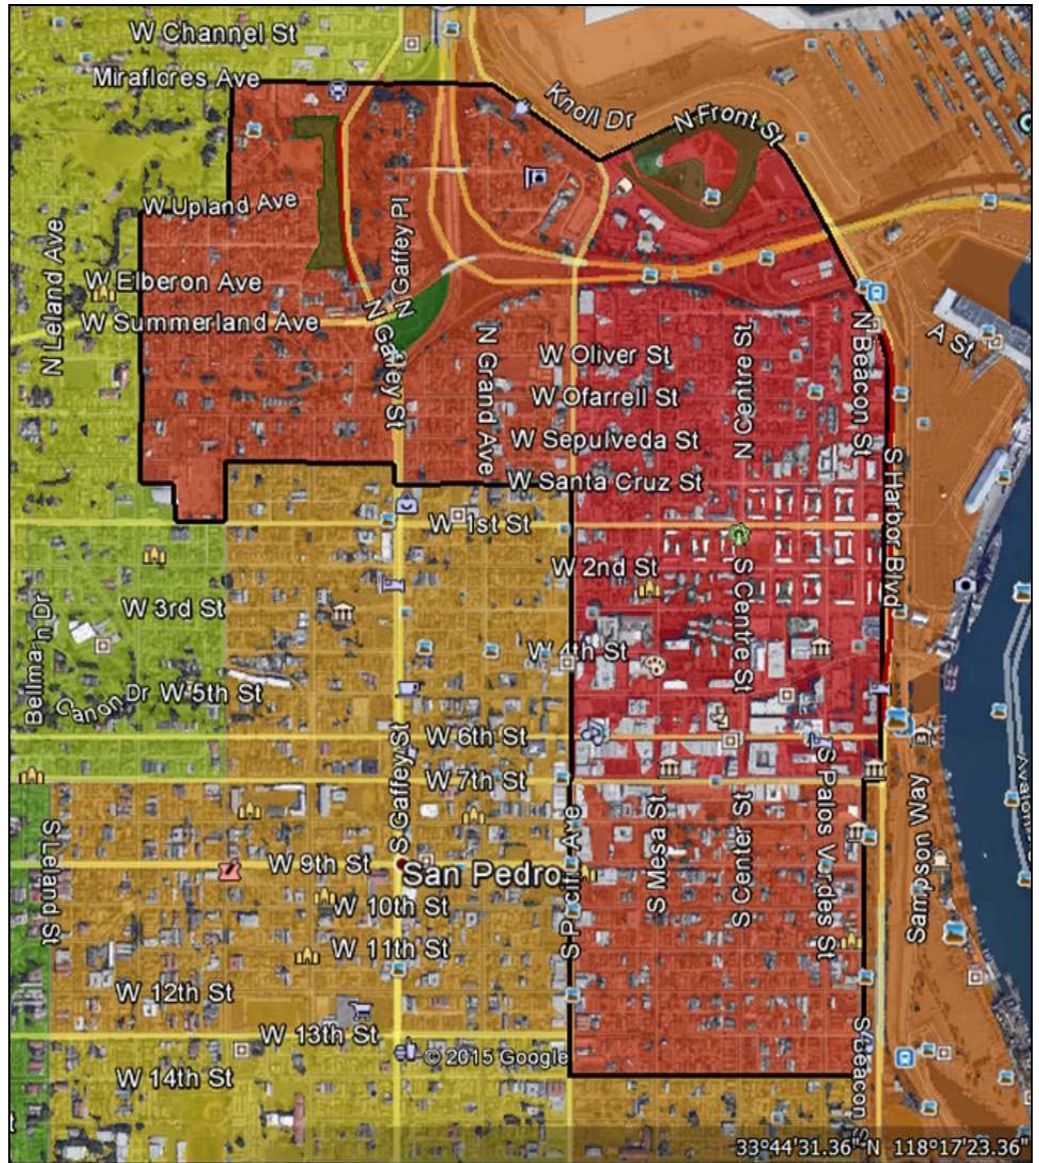 W Channel St
Miraflores Ave
Knoll Dr
N Front St
W Upland Ave
N Gaffey Pl
N Leland Ave
W Elberon Ave
W Summerland Ave
N Gaffey St
N Grand Ave
W Oliver St
N Centre St
N Beacon St
A St
W Ofarrell St
W Sepulveda St
W Santa Cruz St
S Harbor Blvd
W 1st St
W 2nd St
S Centre St
W 3rd St
W 4th St
Canon Dr
W 5th St
W 6th St
W 7th St
S Gaffey St
S Palos Verdes St
S Mesa St
S Center St
Sampson Way
S Leland St
W 9th St
San Pedro
S Pacific Ave
W 10th St
W 11th St
W 12th St
W 13th St
S Beacon S
© 2015 Google
W 14th St
33°44'31.36" N 118°17'23.36"